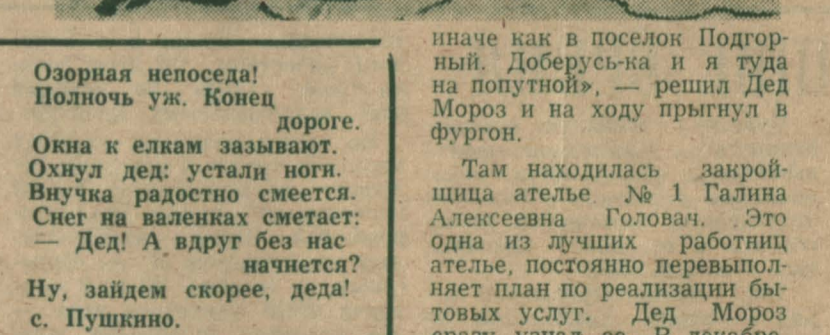 Озорная непоседа!
Полночь уж. Конец
дороге.
Окна к елкам зазывают.
Охнул дед: устали ноги.
Внучка радостно смеется.
Снег на валенках сметает:
— Дед! А вдруг без нас
начнется?
Ну, зайдем скорее, деда!
с. Пушкино.
иначе как в поселок Подгор-
ный. Доберусь-ка и я туда
на попутной», — решил Дед
Мороз и на ходу прыгнул в
фургон.
Там находилась закрой-
щица ателье № 1 Галина
Алексеевна Головач. Это
одна из лучших работниц
ателье, постоянно перевыпол-
няет план по реализации бы-
товых услуг. Дед Мороз